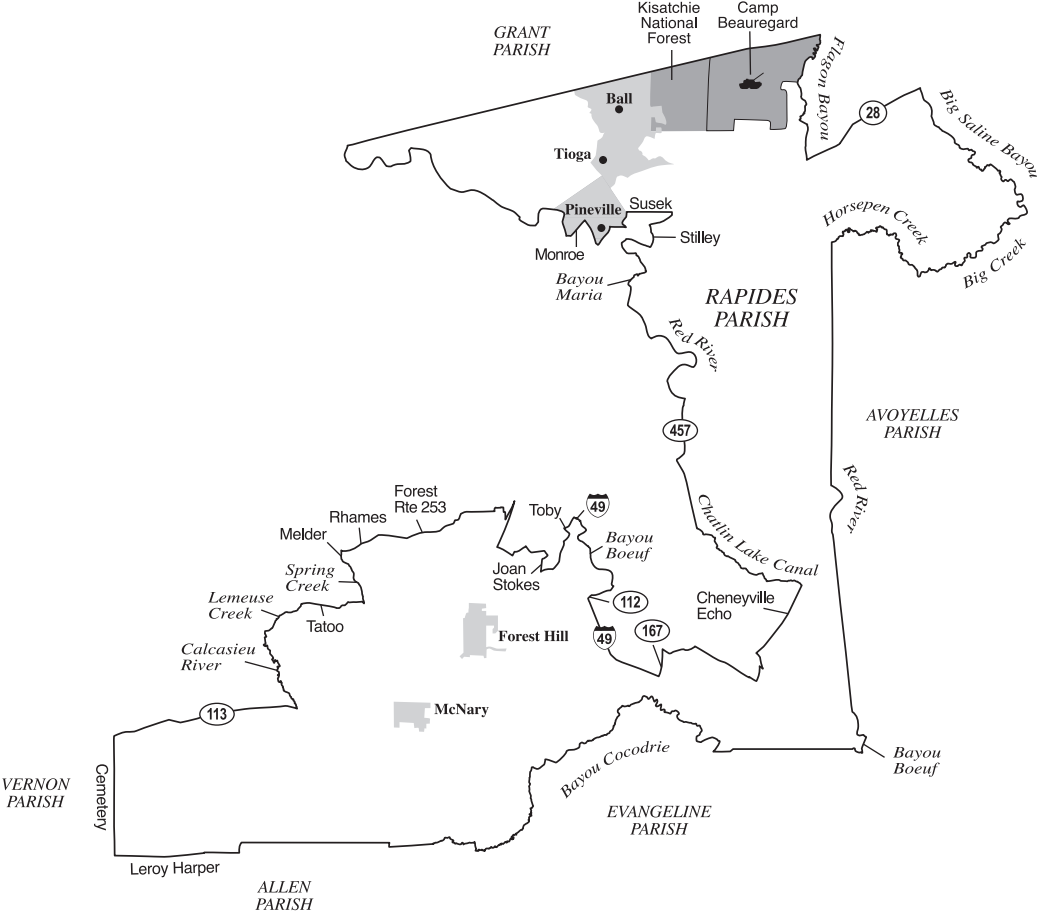 Kisatchie
National
Forest
Camp
Beauregard
GRANT
PARISH
Flagon Bayou
Ball
28
Big Saline Bayou
Tioga
Pineville
Susek
Horsepen Creek
Stilley
Monroe
Big Creek
Bayou
Maria
RAPIDES
PARISH
Red River
AVOYELLES
PARISH
457
Red River
Forest
Rte 253
Rhames
Toby
49
Melder
Chatlin Lake Canal
Bayou
Boeuf
Spring
Creek
Joan
Stokes
Lemeuse
Creek
Tatoo
112
Cheneyville
Echo
Forest Hill
49
167
Calcasieu
River
McNary
113
Bayou Cocodrie
Bayou
Boeuf
VERNON
PARISH
Cemetery
EVANGELINE
PARISH
Leroy Harper
ALLEN
PARISH